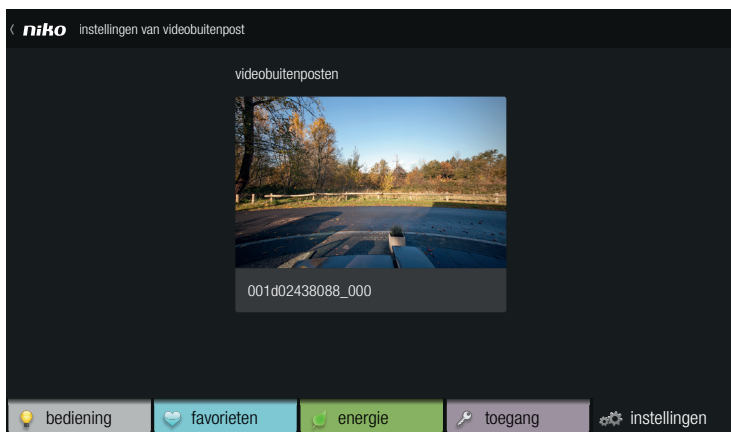 niko instellingen van videobuitenpost
videobuitenposten
001d02438088_000
bediening favorieten energie toegang instellingen